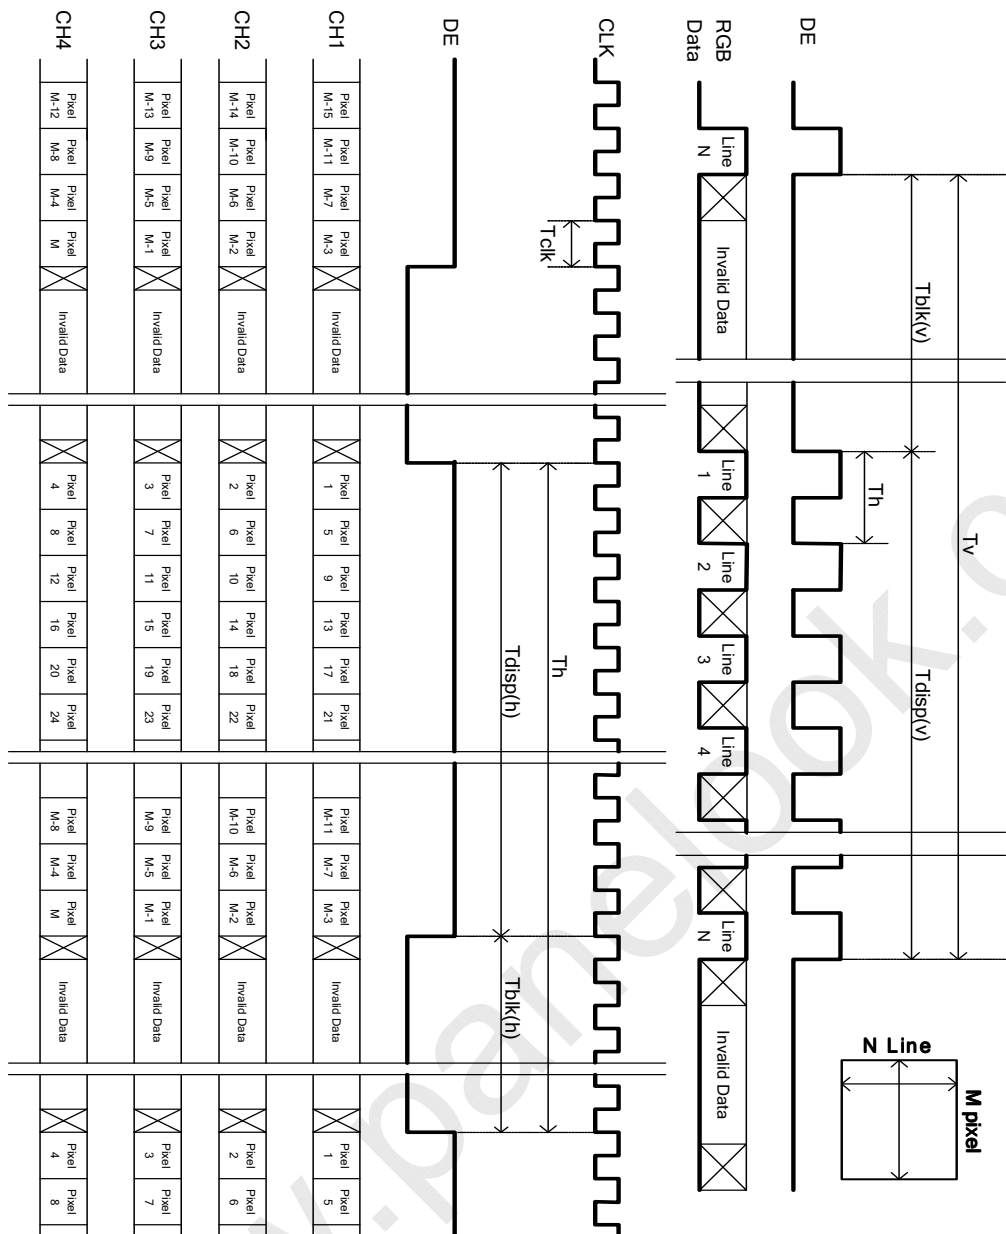 DE
RGB
Data
Line
N
Invalid Data
Line
1
Line
2
Line
3
Line
4
Line
N
Invalid Data
Tv
Tblk(v)
Tdisp(v)
Th
N Line
M pixel
CLK
Tclk
DE
Th
Tdisp(h)
Tblk(h)
CH1
Pixel
M-15
Pixel
M-11
Pixel
M-7
Pixel
M-3
Invalid Data
Pixel
1
Pixel
5
Pixel
9
Pixel
13
Pixel
17
Pixel
21
Pixel
M-11
Pixel
M-7
Pixel
M-3
Invalid Data
Pixel
1
Pixel
5
CH2
Pixel
M-14
Pixel
M-10
Pixel
M-6
Pixel
M-2
Invalid Data
Pixel
2
Pixel
6
Pixel
10
Pixel
14
Pixel
18
Pixel
22
Pixel
M-10
Pixel
M-6
Pixel
M-2
Invalid Data
Pixel
2
Pixel
6
CH3
Pixel
M-13
Pixel
M-9
Pixel
M-5
Pixel
M-1
Invalid Data
Pixel
3
Pixel
7
Pixel
11
Pixel
15
Pixel
19
Pixel
23
Pixel
M-9
Pixel
M-5
Pixel
M-1
Invalid Data
Pixel
3
Pixel
7
CH4
Pixel
M-12
Pixel
M-8
Pixel
M-4
Pixel
M
Invalid Data
Pixel
4
Pixel
8
Pixel
12
Pixel
16
Pixel
20
Pixel
24
Pixel
M-8
Pixel
M-4
Pixel
M
Invalid Data
Pixel
4
Pixel
8
w.panelook.c